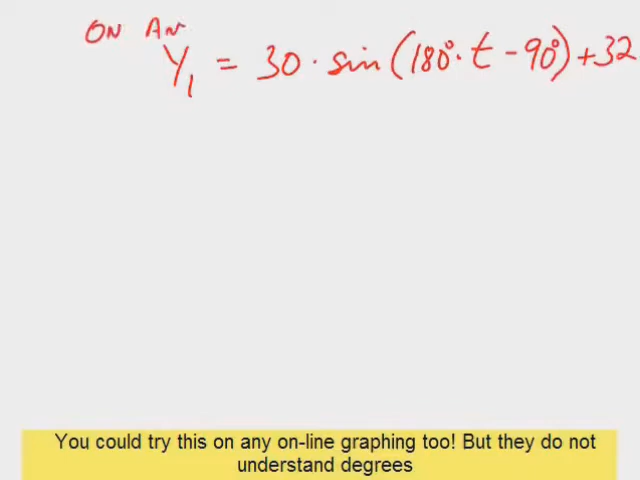 ON AN
Y₁ = 30 · sin(180° · t − 90°) + 32
You could try this on any on-line graphing too! But they do not
understand degrees